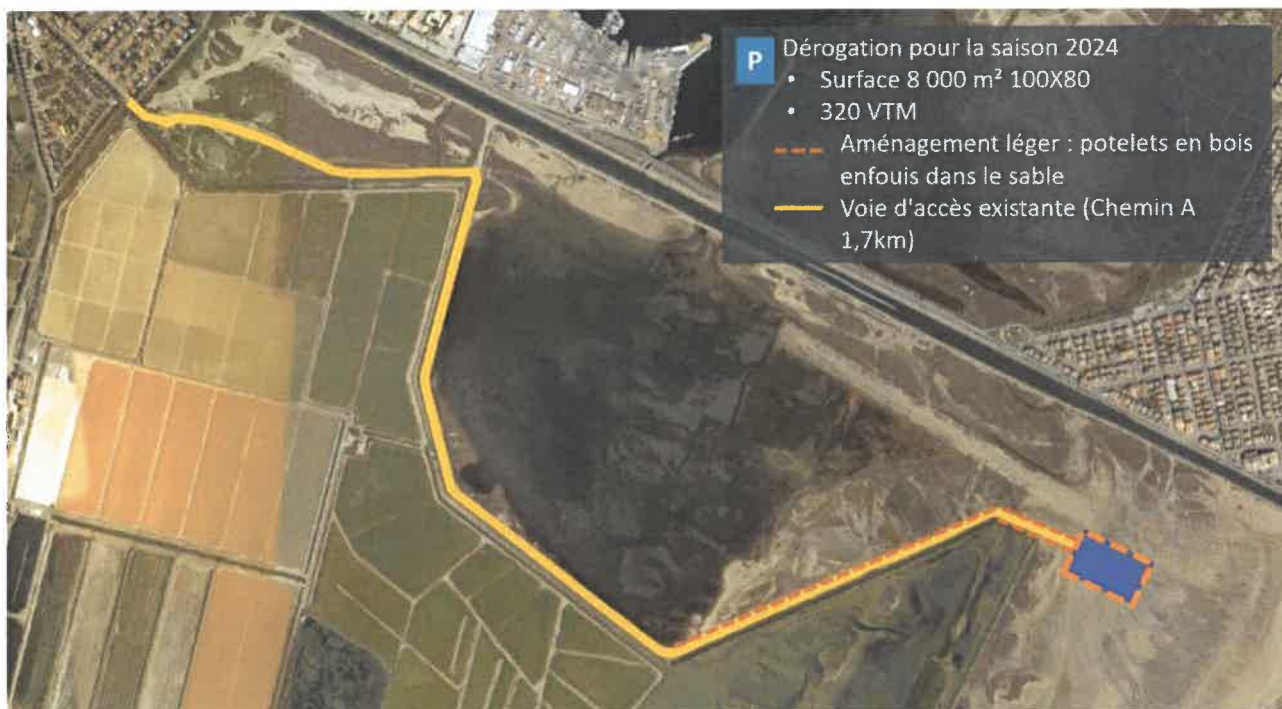 P Dérogation pour la saison 2024
• Surface 8 000 m² 100X80
• 320 VTM
Aménagement léger : potelets en bois
enfouis dans le sable
Voie d'accès existante (Chemin A
1,7km)